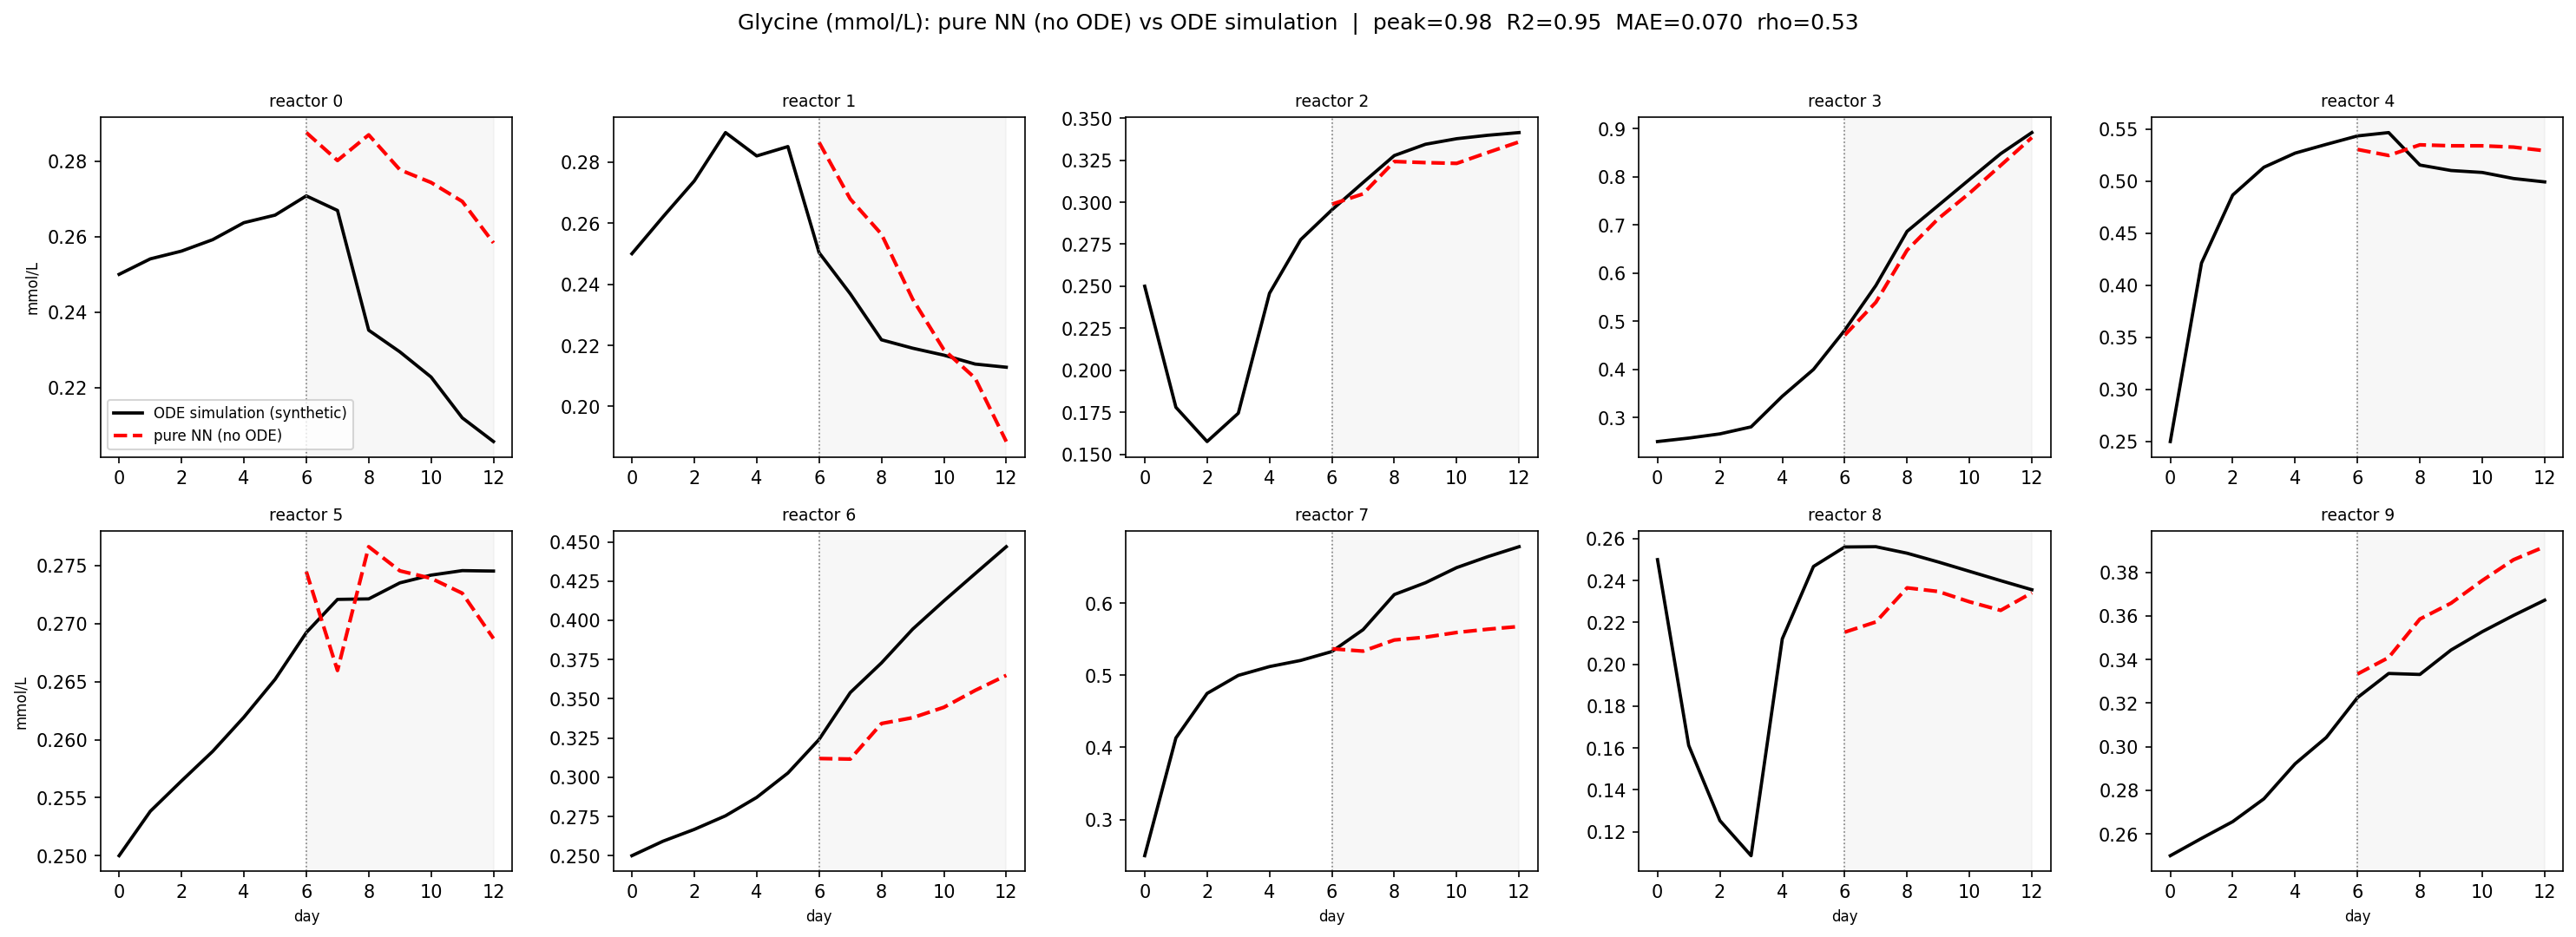 Glycine (mmol/L): pure NN (no ODE) vs ODE simulation | peak=0.98 R2=0.95 MAE=0.070 rho=0.53
reactor 0
mmol/L
0.28
0.26
0.24
0.22
ODE simulation (synthetic)
pure NN (no ODE)
0 2 4 6 8 10 12
reactor 1
0.28
0.26
0.24
0.22
0.20
0 2 4 6 8 10 12
reactor 2
0.350
0.325
0.300
0.275
0.250
0.225
0.200
0.175
0.150
0 2 4 6 8 10 12
reactor 3
0.9
0.8
0.7
0.6
0.5
0.4
0.3
0 2 4 6 8 10 12
reactor 4
0.55
0.50
0.45
0.40
0.35
0.30
0.25
0 2 4 6 8 10 12
reactor 5
mmol/L
0.275
0.270
0.265
0.260
0.255
0.250
0 2 4 6 8 10 12
day
reactor 6
0.450
0.425
0.400
0.375
0.350
0.325
0.300
0.275
0.250
0 2 4 6 8 10 12
day
reactor 7
0.6
0.5
0.4
0.3
0 2 4 6 8 10 12
day
reactor 8
0.26
0.24
0.22
0.20
0.18
0.16
0.14
0.12
0 2 4 6 8 10 12
day
reactor 9
0.38
0.36
0.34
0.32
0.30
0.28
0.26
0 2 4 6 8 10 12
day